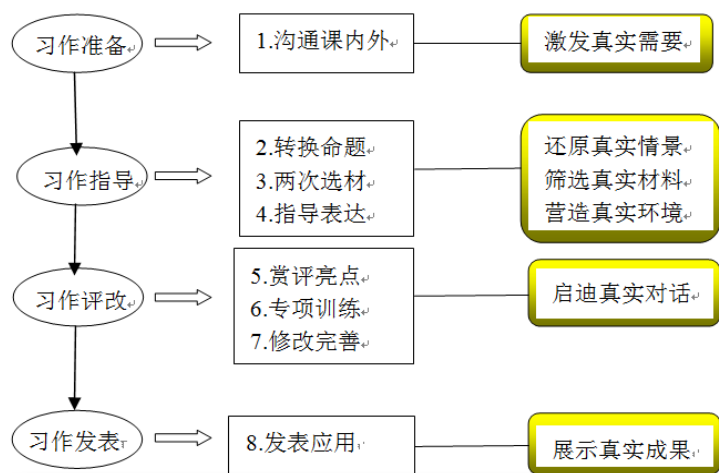 习作准备
1.沟通课内外
激发真实需要
习作指导
2.转换命题
3.两次选材
4.指导表达
还原真实情景
筛选真实材料
营造真实环境
习作评改
5.赏评亮点
6.专项训练
7.修改完善
启迪真实对话
习作发表
8.发表应用
展示真实成果